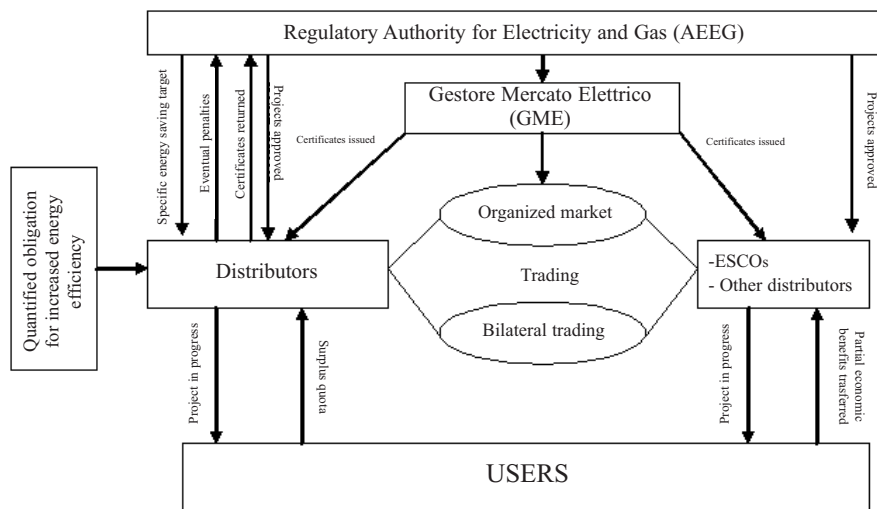 Regulatory Authority for Electricity and Gas (AEEG)
Specific energy saving target
Eventual penalties
Certificates returned
Projects approved
Gestore Mercato Elettrico
(GME)
Certificates issued
Certificates issued
Projects approved
Quantified obligation
for increased energy
efficiency
Distributors
Organized market
Trading
Bilateral trading
-ESCOs
- Other distributors
Project in progress
Surplus quota
Project in progress
Partial economic
benefits trasferred
USERS